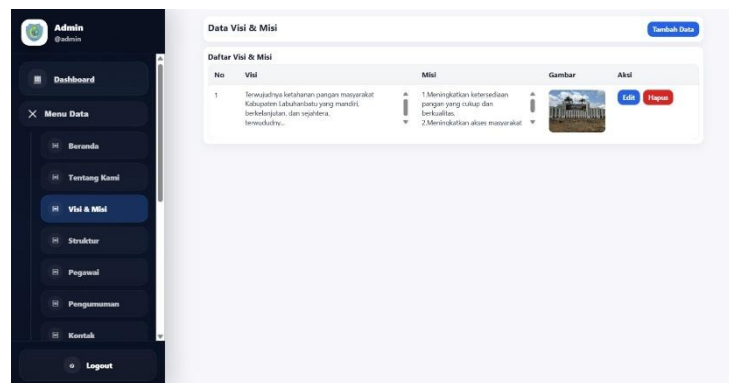 Admin
@admin
Dashboard
Menu Data
Beranda
Tentang Kami
Visi & Misi
Struktur
Pegawai
Pengumuman
Kontak
Logout
Data Visi & Misi
Tambah Data
Daftar Visi & Misi
No Visi Misi Gambar Aksi
1
Terwujudnya ketahanan pangan masyarakat
Kabupaten Labuhanbatu yang mandiri,
berkelanjutan, dan sejahtera.
terwududny...
1.Meningkatkan ketersediaan
pangan yang cukup dan
berkualitas.
2.Meningkatkan akses masyarakat
Edit Hapus